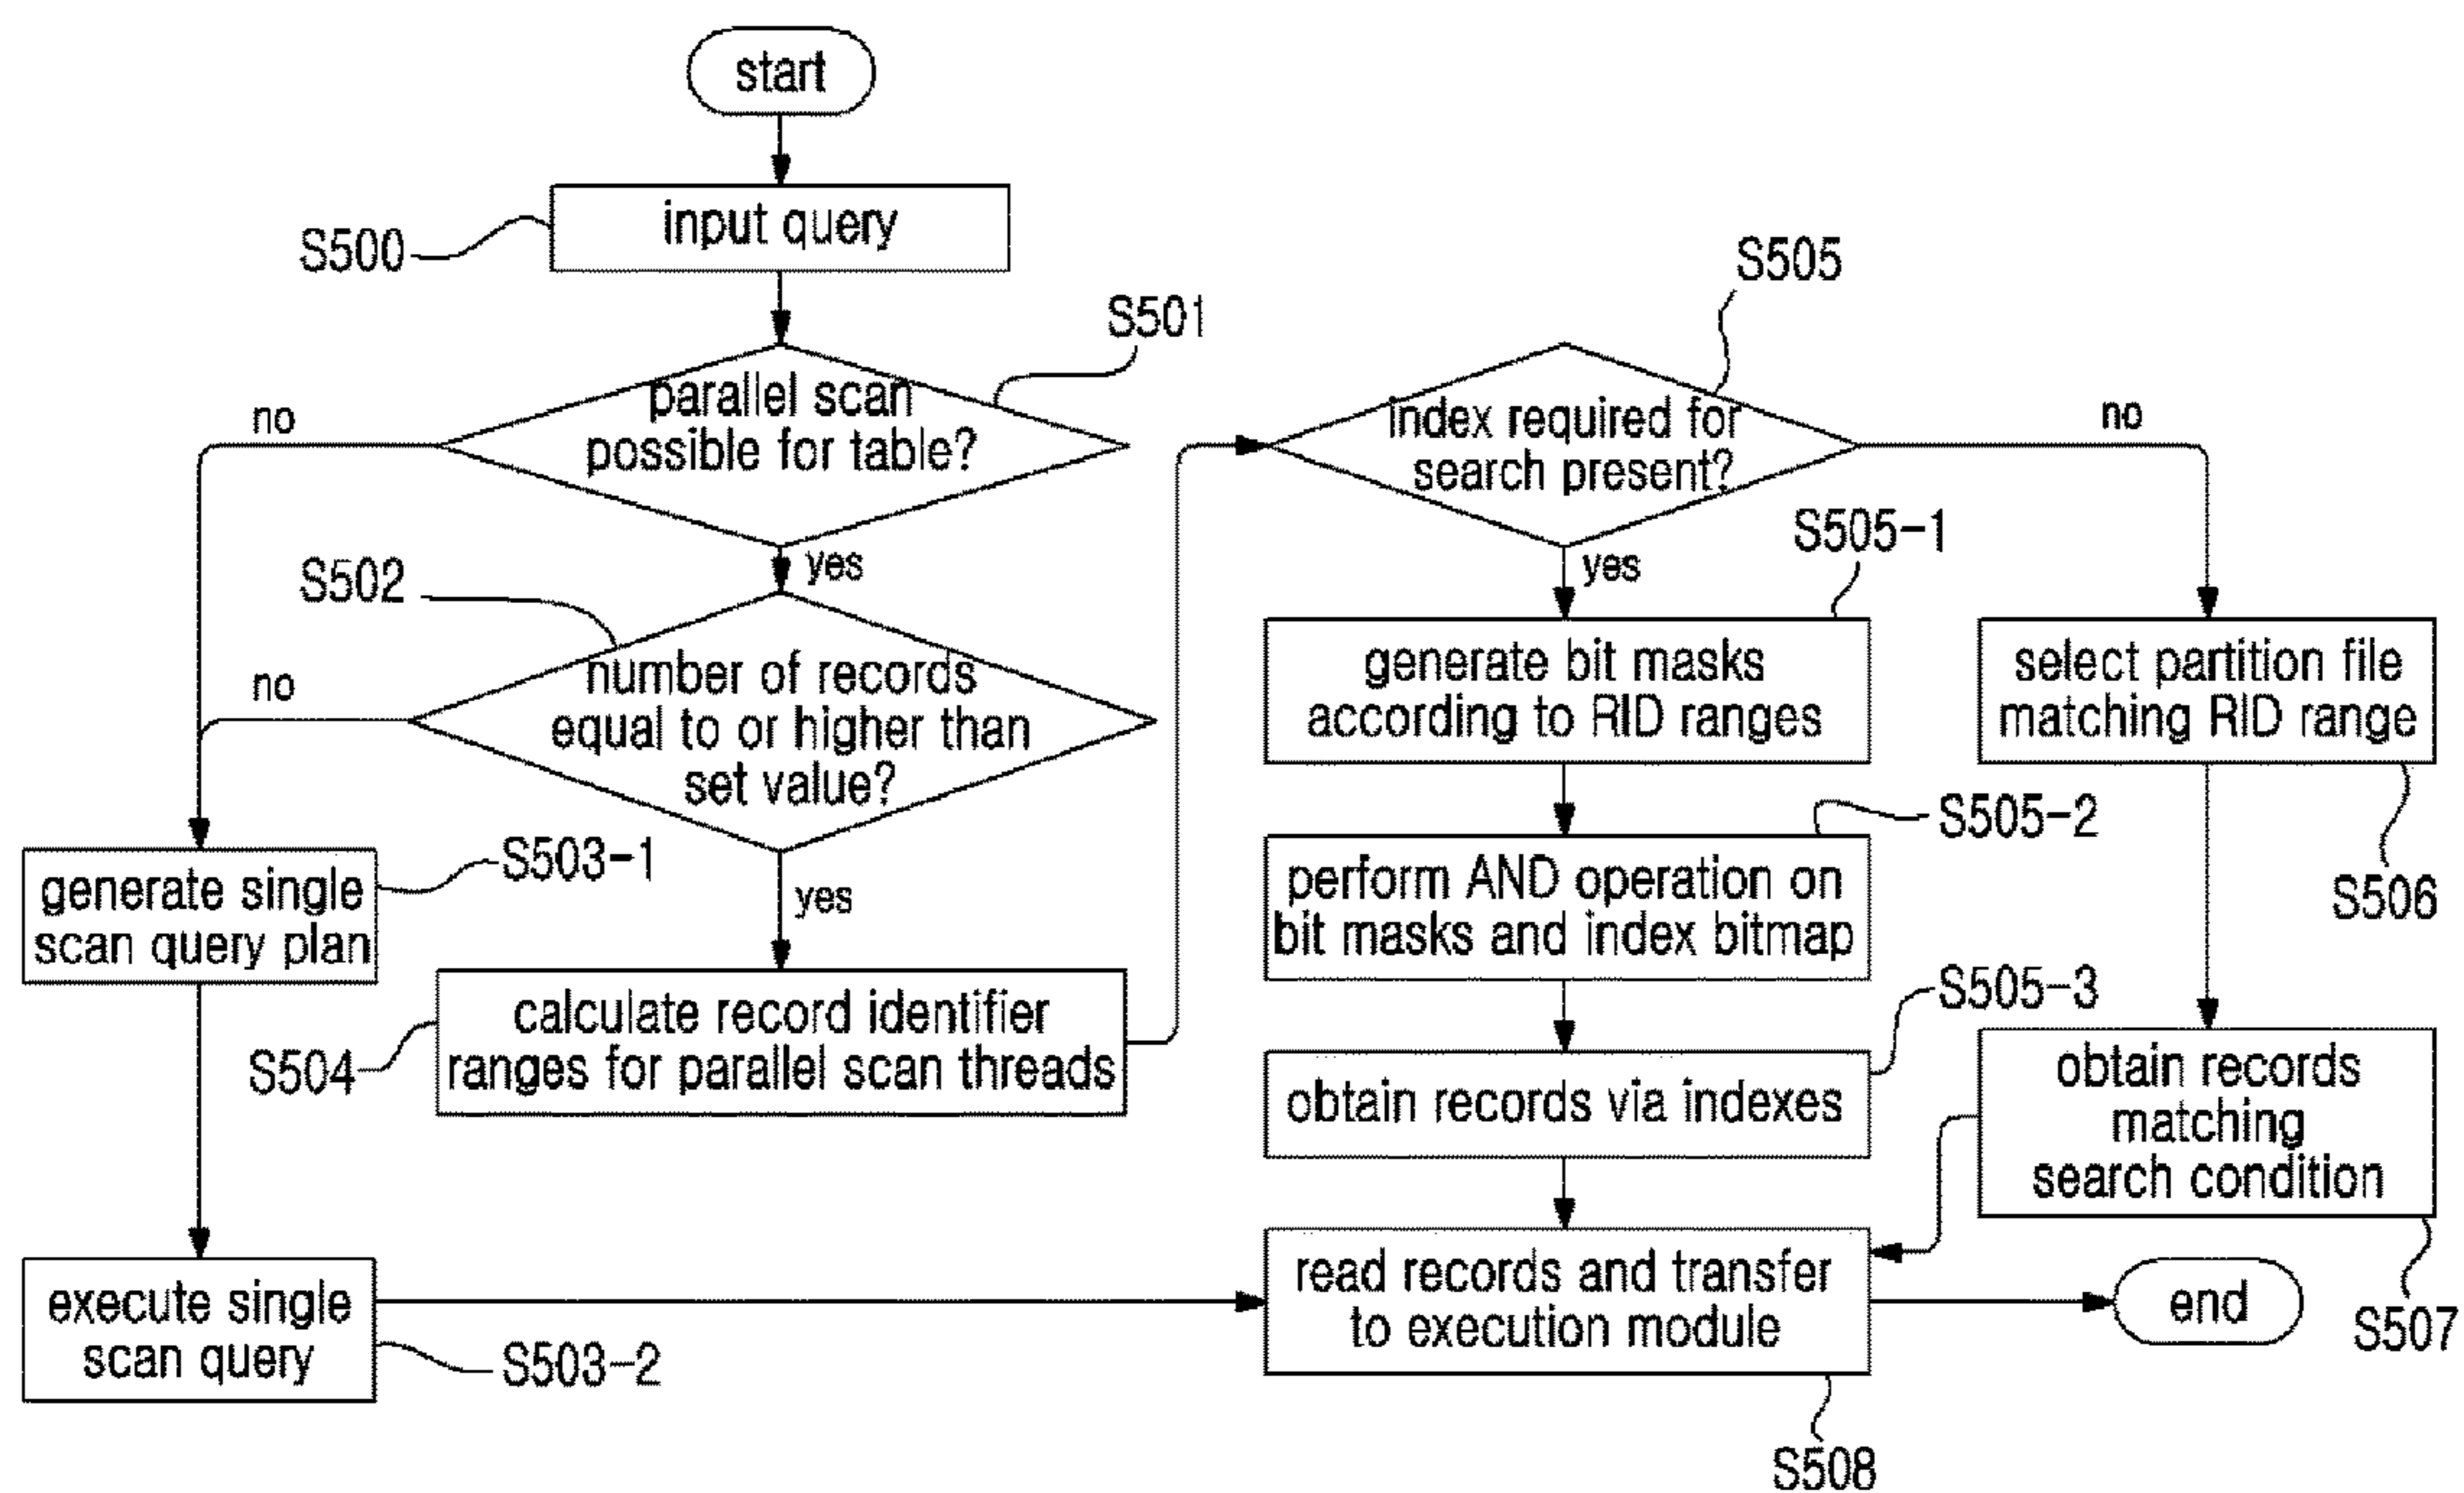 start
input query
S500
S501
parallel scan
possible for table?
no
yes
S502
number of records
equal to or higher than
set value?
no
yes
generate single
scan query plan
S503-1
calculate record identifier
ranges for parallel scan threads
S504
execute single
scan query
S503-2
S505
index required for
search present?
no
yes
S505-1
generate bit masks
according to RID ranges
S505-2
perform AND operation on
bit masks and index bitmap
S505-3
obtain records via indexes
select partition file
matching RID range
S506
obtain records
matching
search condition
S507
read records and transfer
to execution module
S508
end